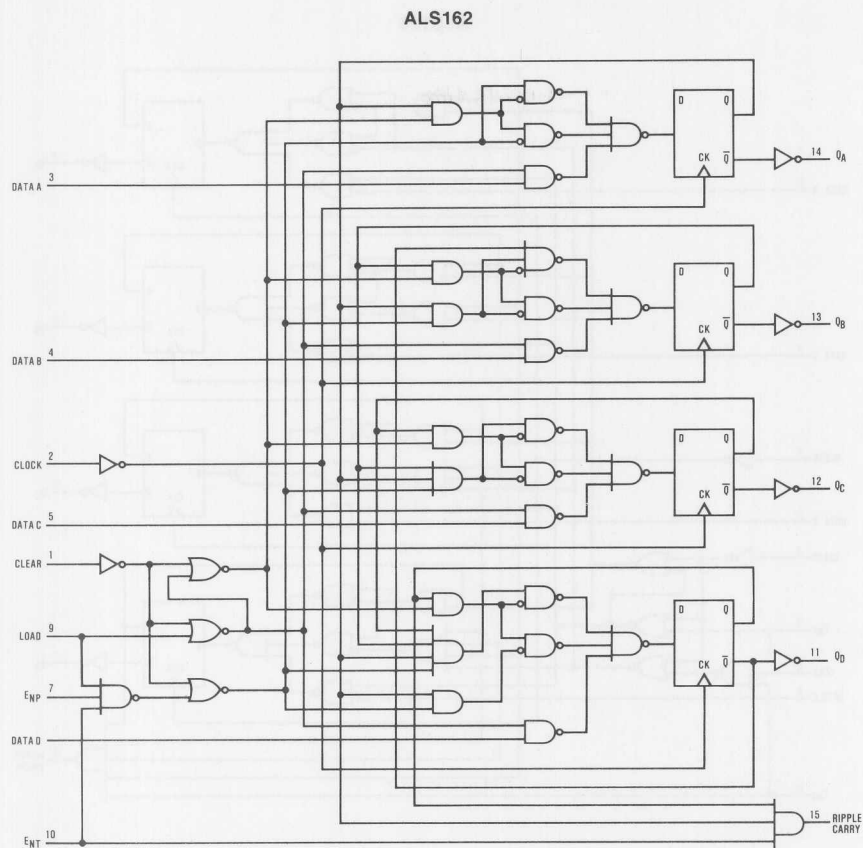 ALS162
D Q
CK Q̅
14 QA
DATA A 3
D Q
CK Q̅
13 QB
DATA B 4
D Q
CLOCK 2
CK Q̅
12 QC
DATA C 5
CLEAR 1
D Q
LOAD 9
CK Q̅
11 QD
ENP 7
DATA D
15 RIPPLE
CARRY
ENT 10